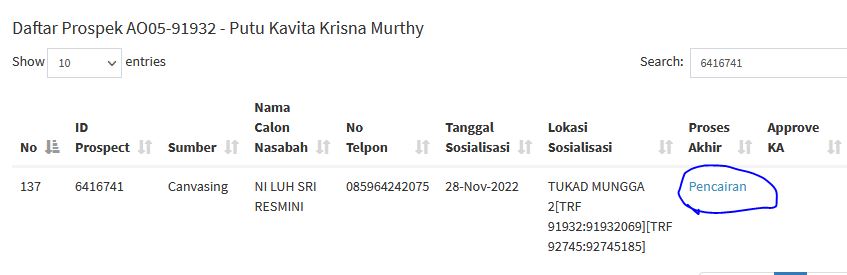 Daftar Prospek AO05-91932 - Putu Kavita Krisna Murthy
Show 10 entries
Search: 6416741
No
ID Prospect
Sumber
Nama Calon Nasabah
No Telpon
Tanggal Sosialisasi
Lokasi Sosialisasi
Proses Akhir
Approve KA
137
6416741
Canvasing
NI LUH SRI
RESMINI
085964242075
28-Nov-2022
TUKAD MUNGGA
2[TRF
91932:91932069][TRF
92745:92745185]
Pencairan